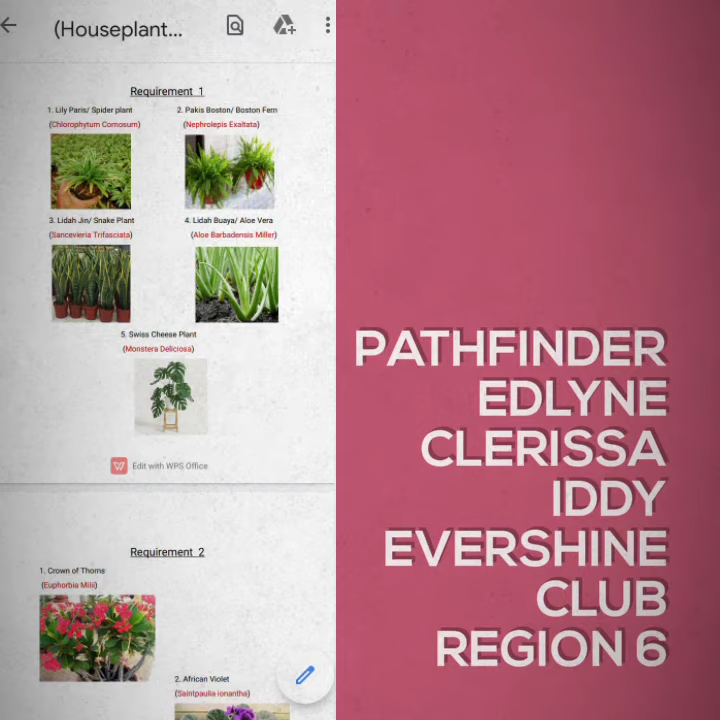 (Houseplant...
Requirement 1
1. Lily Paris/ Spider plant
(Chlorophytum Comosum)
2. Pakis Boston/ Boston Fern
(Nephrolepis Exaltata)
3. Lidah Jin/ Snake Plant
(Sancevieria Trifasciata)
4. Lidah Buaya/ Aloe Vera
(Aloe Barbadensis Miller)
5. Swiss Cheese Plant
(Monstera Deliciosa)
Edit with WPS Office
Requirement 2
1. Crown of Thorns
(Euphorbia Milii)
2. African Violet
(Saintpaulia ionantha)
PATHFINDER
EDLYNE
CLERISSA
IDDY
EVERSHINE
CLUB
REGION 6